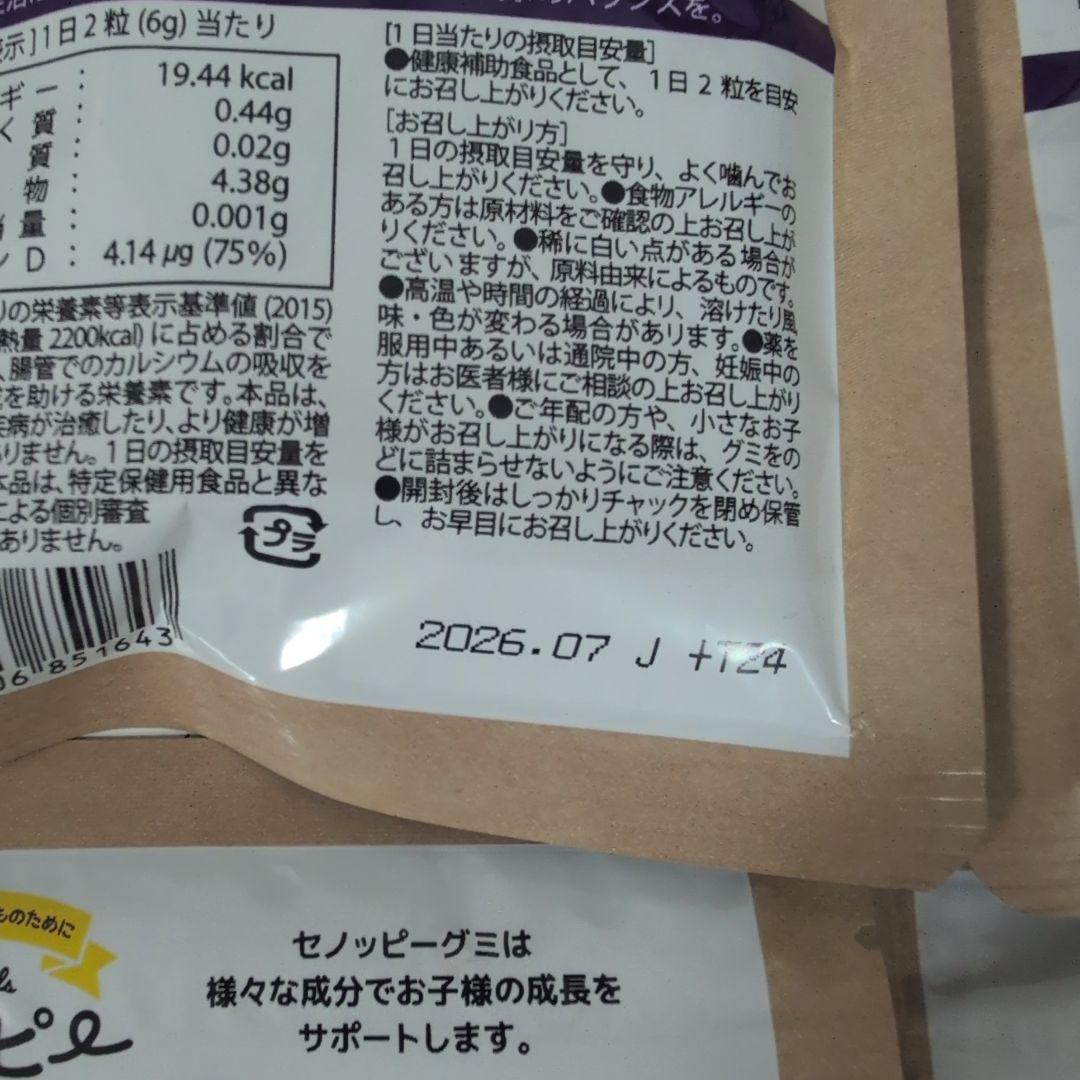 スを。
示]1日2粒(6g)当たり
ギー : 19.44 kcal
く質 : 0.44g
質 : 0.02g
物 : 4.38g
当量 : 0.001g
D : 4.14 μg (75%)
りの栄養素等表示基準値(2015)
熱量2200kcal)に占める割合で
、腸管でのカルシウムの吸収を
を助ける栄養素です。本品は、
疾病が治癒したり、より健康が増
ありません。1日の摂取目安量を
本品は、特定保健用食品と異な
による個別審査
ありません。
プラ
06 851643
[1日当たりの摂取目安量]
●健康補助食品として、1日2粒を目安
にお召し上がりください。
[お召し上がり方]
1日の摂取目安量を守り、よく噛んでお
召し上がりください。●食物アレルギーの
ある方は原材料をご確認の上お召し上が
りください。●稀に白い点がある場合が
ございますが、原料由来によるものです。
●高温や時間の経過により、溶けたり風
味・色が変わる場合があります。●薬を
服用中あるいは通院中の方、妊娠中の
方はお医者様にご相談の上お召し上がり
ください。●ご年配の方や、小さなお子
様がお召し上がりになる際は、グミをの
どに詰まらせないようにご注意ください。
●開封後はしっかりチャックを閉め保管
し、お早目にお召し上がりください。
2026.07 J +T24
ものために
ls
ピe
セノッピーグミは
様々な成分でお子様の成長を
サポートします。